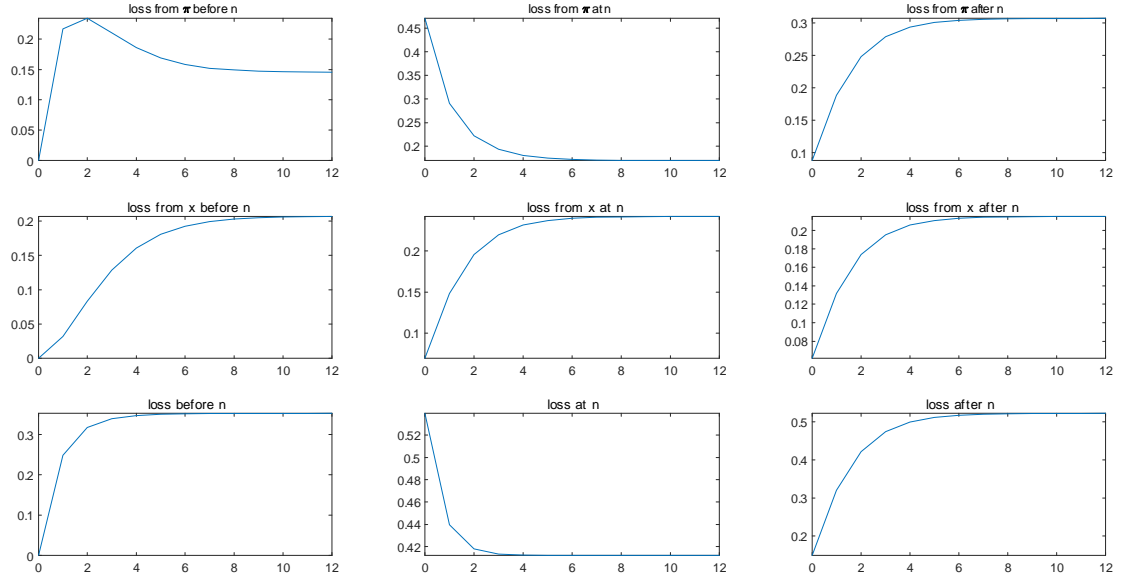 loss from π before n
0.2
0.15
0.1
0.05
0
0 2 4 6 8 10 12
loss from π at n
0.45
0.4
0.35
0.3
0.25
0.2
0 2 4 6 8 10 12
loss from π after n
0.3
0.25
0.2
0.15
0.1
0 2 4 6 8 10 12
loss from x before n
0.2
0.15
0.1
0.05
0
0 2 4 6 8 10 12
loss from x at n
0.2
0.15
0.1
0 2 4 6 8 10 12
loss from x after n
0.2
0.18
0.16
0.14
0.12
0.1
0.08
0 2 4 6 8 10 12
loss before n
0.3
0.2
0.1
0
0 2 4 6 8 10 12
loss at n
0.52
0.5
0.48
0.46
0.44
0.42
0 2 4 6 8 10 12
loss after n
0.5
0.4
0.3
0.2
0 2 4 6 8 10 12